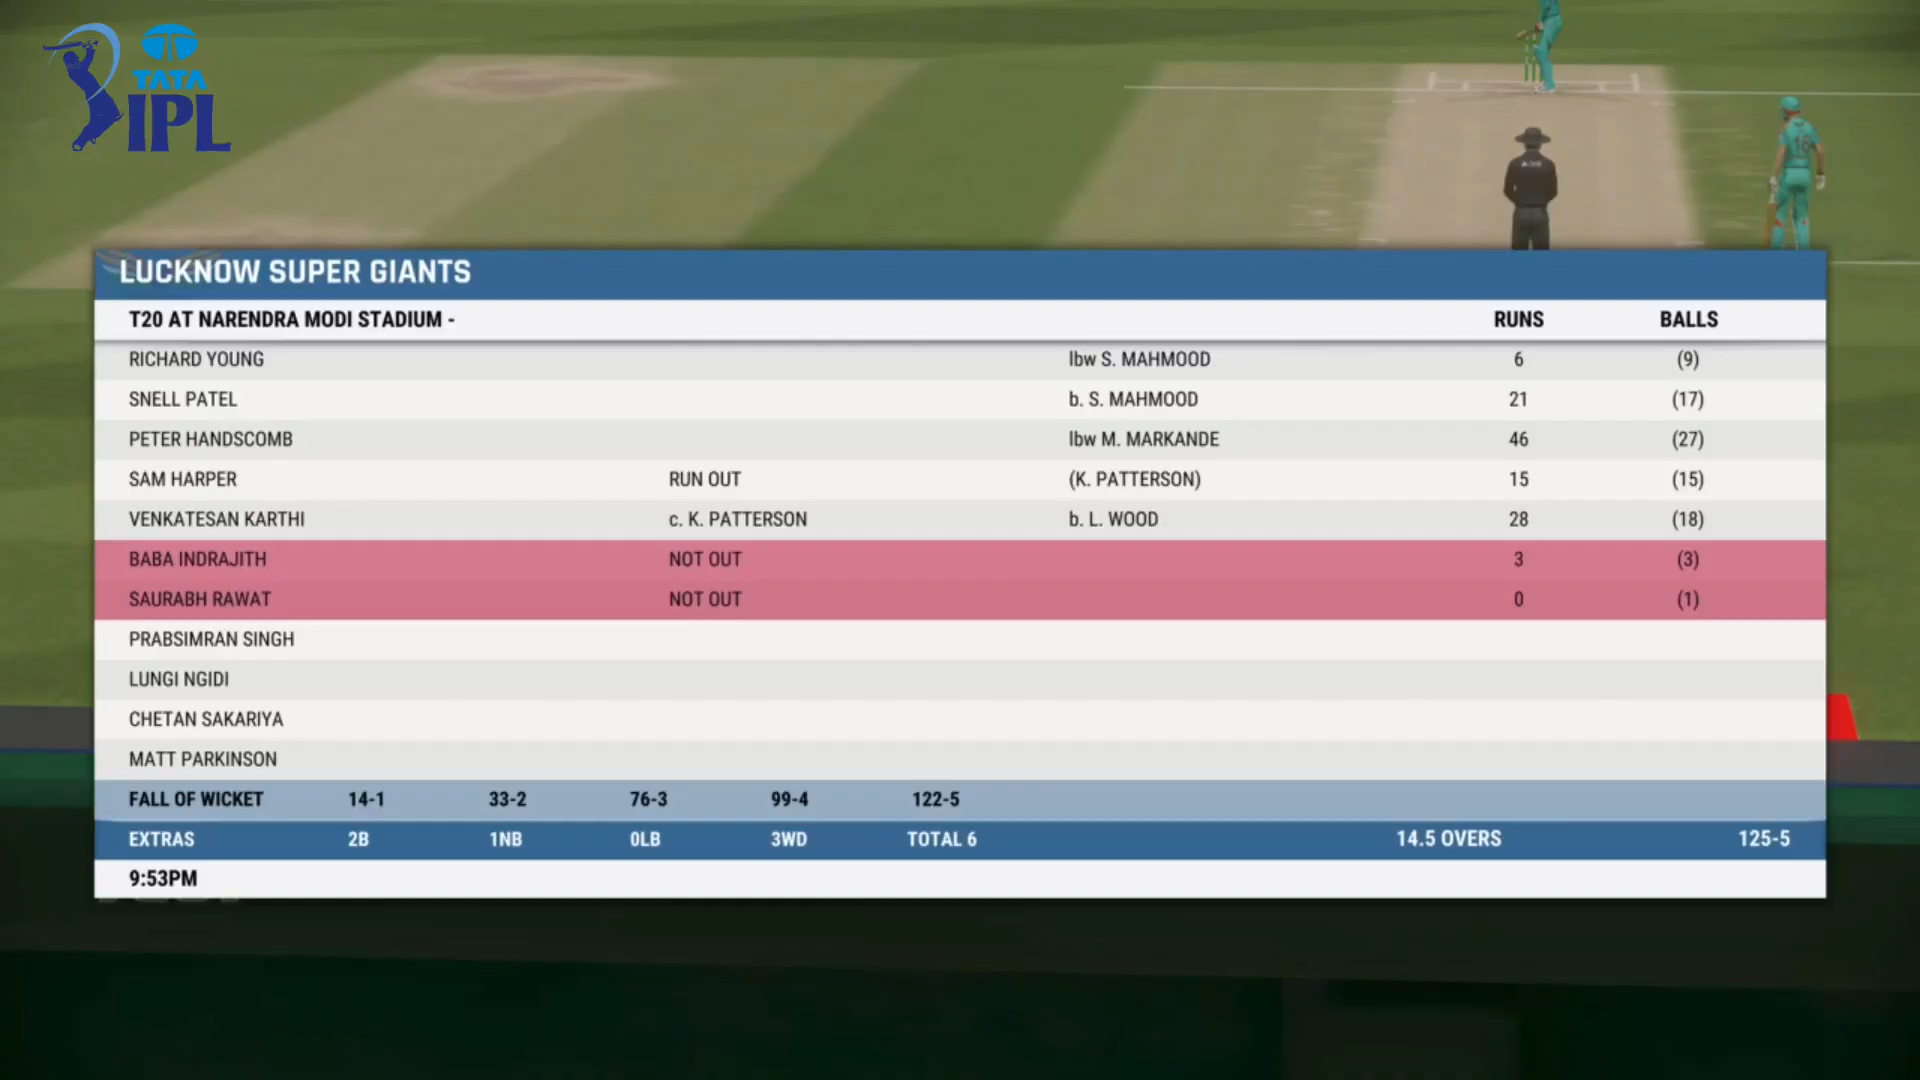 TATA
IPL
LUCKNOW SUPER GIANTS
T20 AT NARENDRA MODI STADIUM - RUNS BALLS
RICHARD YOUNG lbw S. MAHMOOD 6 (9)
SNELL PATEL b. S. MAHMOOD 21 (17)
PETER HANDSCOMB lbw M. MARKANDE 46 (27)
SAM HARPER RUN OUT (K. PATTERSON) 15 (15)
VENKATESAN KARTHI c. K. PATTERSON b. L. WOOD 28 (18)
BABA INDRAJITH NOT OUT 3 (3)
SAURABH RAWAT NOT OUT 0 (1)
PRABSIMRAN SINGH
LUNGI NGIDI
CHETAN SAKARIYA
MATT PARKINSON
FALL OF WICKET 14-1 33-2 76-3 99-4 122-5
EXTRAS 2B 1NB 0LB 3WD TOTAL 6 14.5 OVERS 125-5
9:53PM